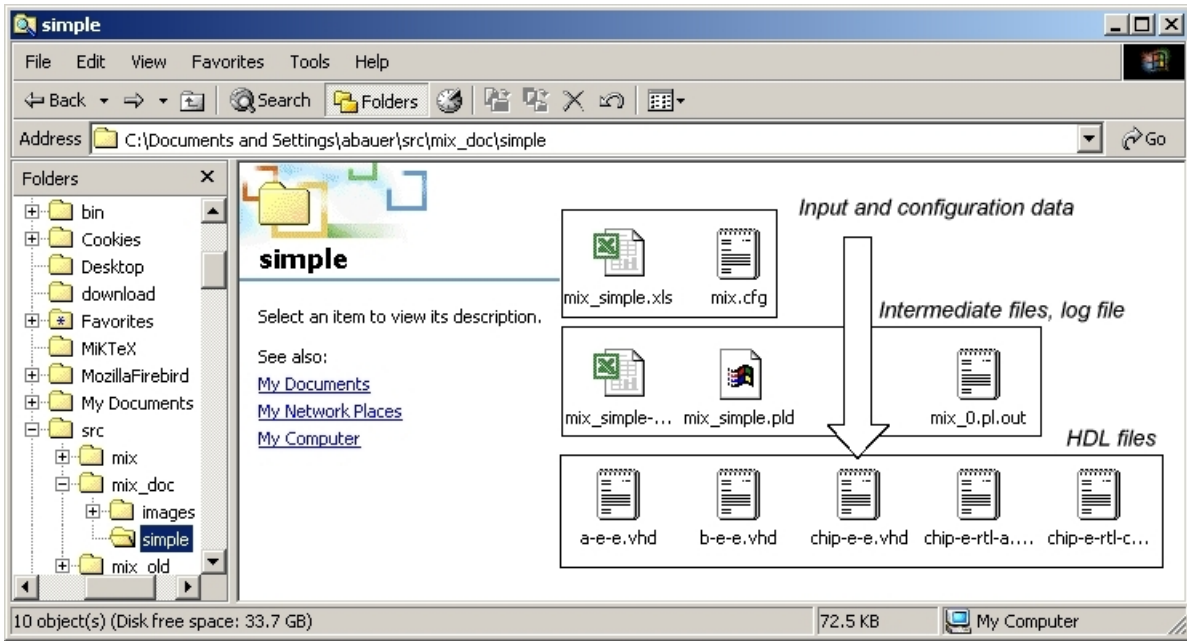 simple
File Edit View Favorites Tools Help
Back Search Folders
Address C:\Documents and Settings\abauer\src\mix_doc\simple Go
Folders
bin
Cookies
Desktop
download
Favorites
MiKTeX
MozillaFirebird
My Documents
src
mix
mix_doc
images
simple
mix_old
simple
Select an item to view its description.
See also:
My Documents
My Network Places
My Computer
Input and configuration data
mix_simple.xls mix.cfg
Intermediate files, log file
mix_simple-... mix_simple.pld mix_0.pl.out
HDL files
a-e-e.vhd b-e-e.vhd chip-e-e.vhd chip-e-rtl-a.... chip-e-rtl-c...
10 object(s) (Disk free space: 33.7 GB) 72.5 KB My Computer